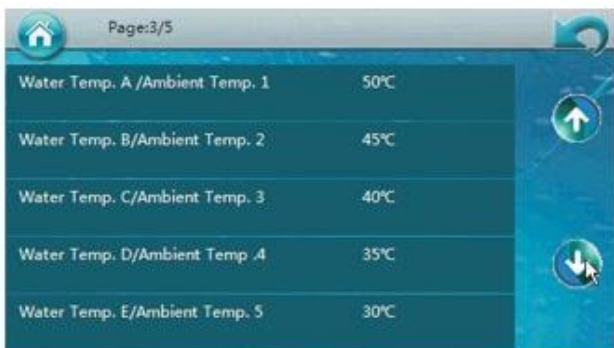 Page:3/5
Water Temp. A /Ambient Temp. 1 50℃
Water Temp. B/Ambient Temp. 2 45℃
Water Temp. C/Ambient Temp. 3 40℃
Water Temp. D/Ambient Temp .4 35℃
Water Temp. E/Ambient Temp. 5 30℃